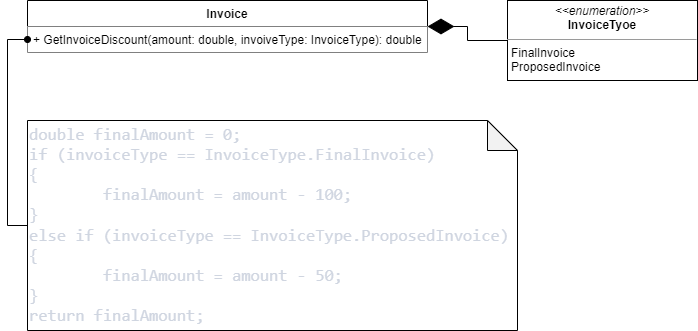 Invoice
+ GetInvoiceDiscount(amount: double, invoiveType: InvoiceType): double
<<enumeration>>
InvoiceTyoe
FinalInvoice
ProposedInvoice
double finalAmount = 0;
if (invoiceType == InvoiceType.FinalInvoice)
{
finalAmount = amount - 100;
}
else if (invoiceType == InvoiceType.ProposedInvoice)
{
finalAmount = amount - 50;
}
return finalAmount;